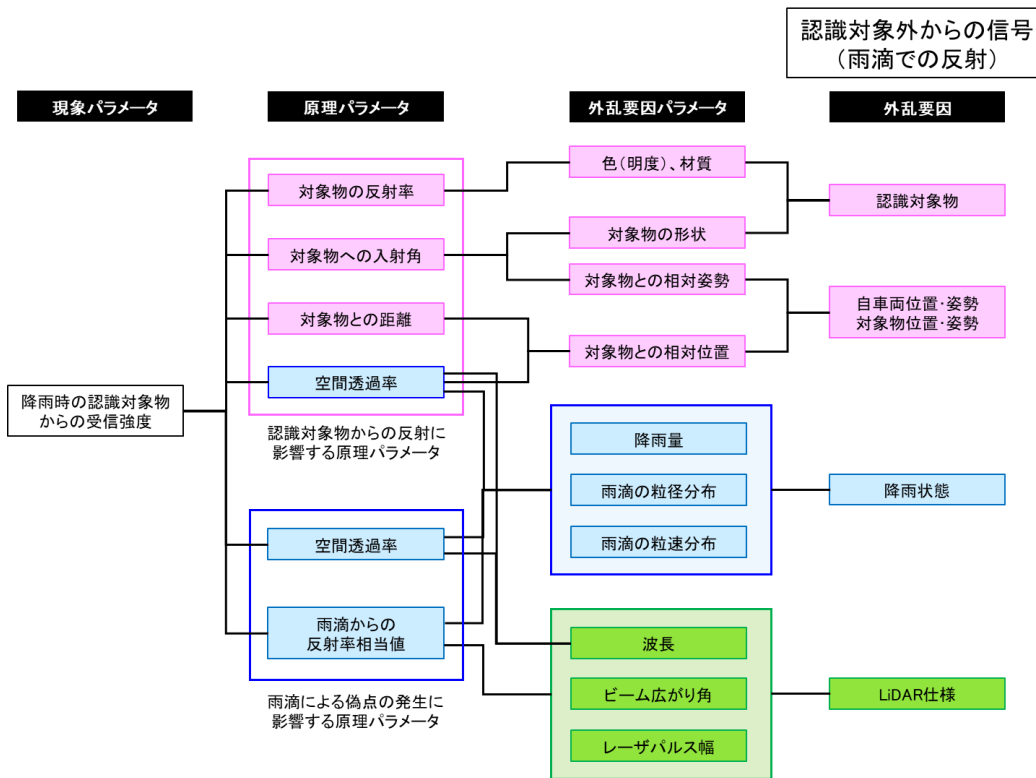 認識対象外からの信号
（雨滴での反射）
現象パラメータ
原理パラメータ
外乱要因パラメータ
外乱要因
対象物の反射率
色（明度）、材質
認識対象物
対象物への入射角
対象物の形状
対象物との相対姿勢
自車両位置・姿勢
対象物位置・姿勢
対象物との距離
対象物との相対位置
空間透過率
降雨時の認識対象物
からの受信強度
認識対象物からの反射に
影響する原理パラメータ
降雨量
雨滴の粒径分布
降雨状態
雨滴の粒速分布
空間透過率
雨滴からの
反射率相当値
雨滴による偽点の発生に
影響する原理パラメータ
波長
ビーム広がり角
LiDAR仕様
レーザパルス幅